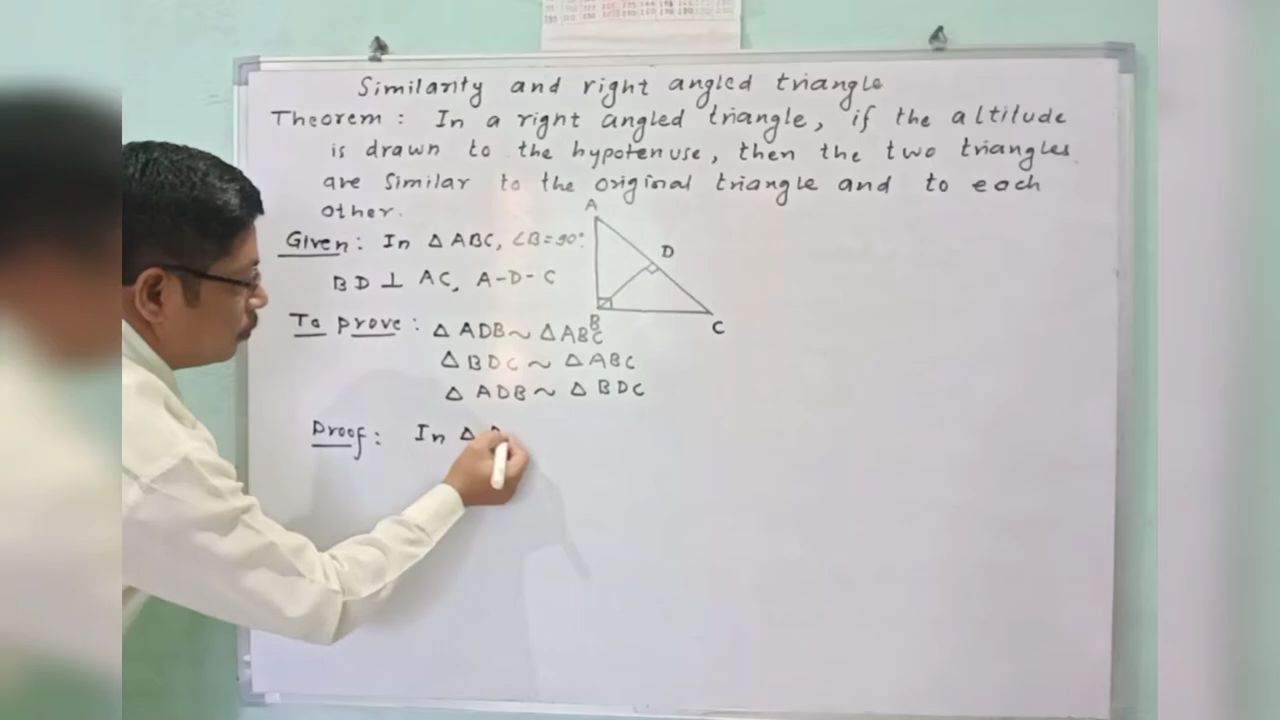 Similarity and right angled triangle
Theorem : In a right angled triangle, if the altitude
is drawn to the hypotenuse, then the two triangles
are similar to the original triangle and to each
other.
Given : In △ ABC, ∠B = 90°
BD ⊥ AC, A-D-C
A
D
B
C
To prove : △ ADB ~ △ ABC
△ BDC ~ △ ABC
△ ADB ~ △ BDC
Proof : In △